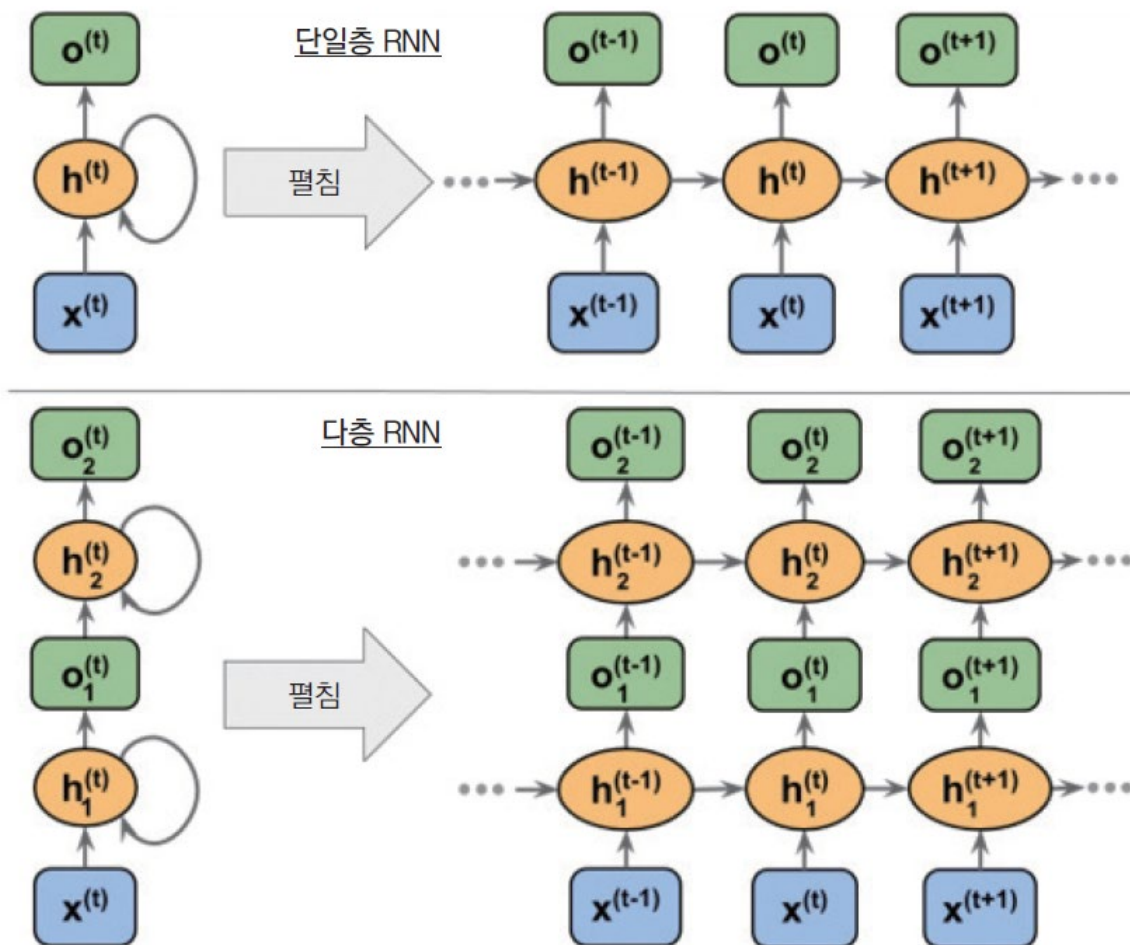 o(t) 단일층 RNN o(t-1) o(t) o(t+1)
h(t) 펼침 h(t-1) h(t) h(t+1)
x(t) x(t-1) x(t) x(t+1)
o2(t) 다층 RNN o2(t-1) o2(t) o2(t+1)
h2(t) h2(t-1) h2(t) h2(t+1)
o1(t) 펼침 o1(t-1) o1(t) o1(t+1)
h1(t) h1(t-1) h1(t) h1(t+1)
x(t) x(t-1) x(t) x(t+1)